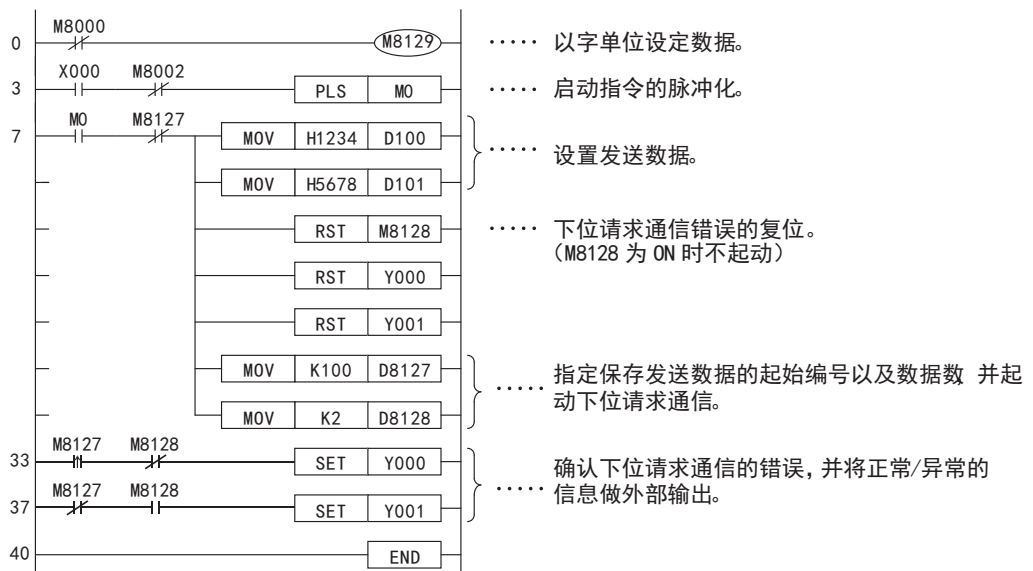 M8000
0 M8129 ····· 以字单位设定数据。
X000 M8002
3 PLS M0 ····· 启动指令的脉冲化。
M0 M8127
7 MOV H1234 D100
····· 设置发送数据。
MOV H5678 D101
RST M8128 ····· 下位请求通信错误的复位。
（M8128 为 ON 时不起动）
RST Y000
RST Y001
MOV K100 D8127
····· 指定保存发送数据的起始编号以及数据数, 并起
动下位请求通信。
MOV K2 D8128
M8127 M8128
33 SET Y000
确认下位请求通信的错误, 并将正常/异常的
····· 信息做外部输出。
M8127 M8128
37 SET Y001
40 END